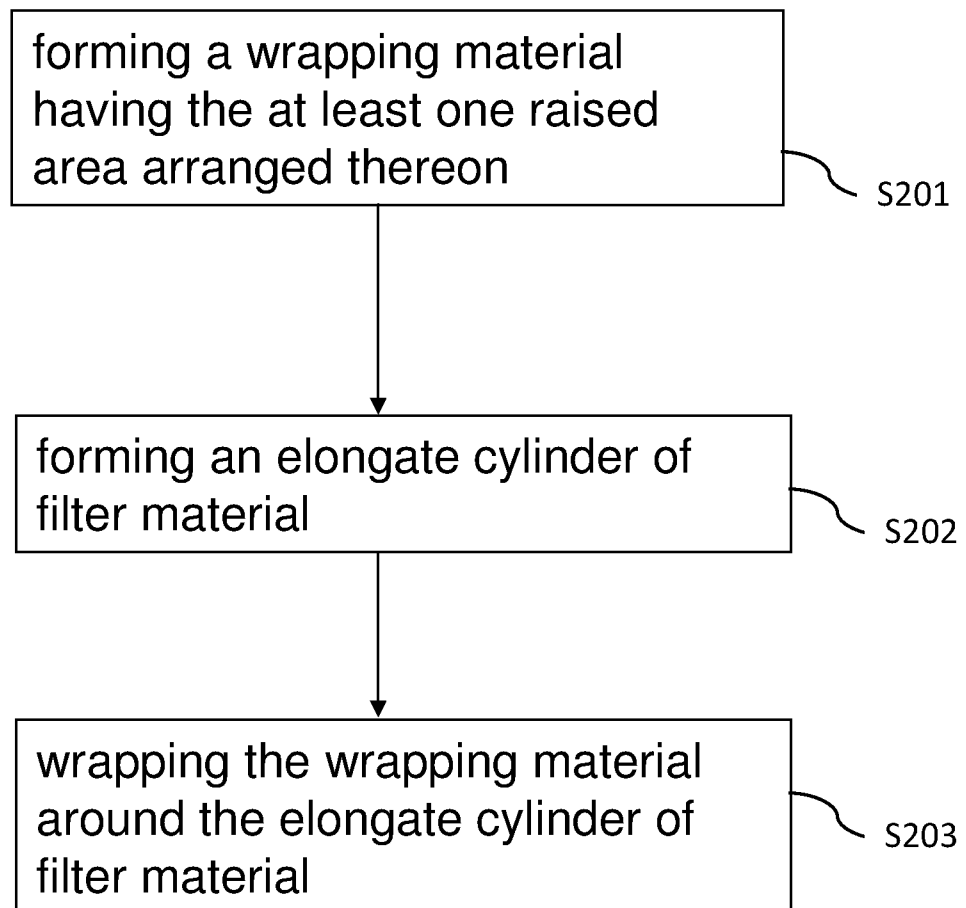 forming a wrapping material
having the at least one raised
area arranged thereon
S201
forming an elongate cylinder of
filter material
S202
wrapping the wrapping material
around the elongate cylinder of
filter material
S203